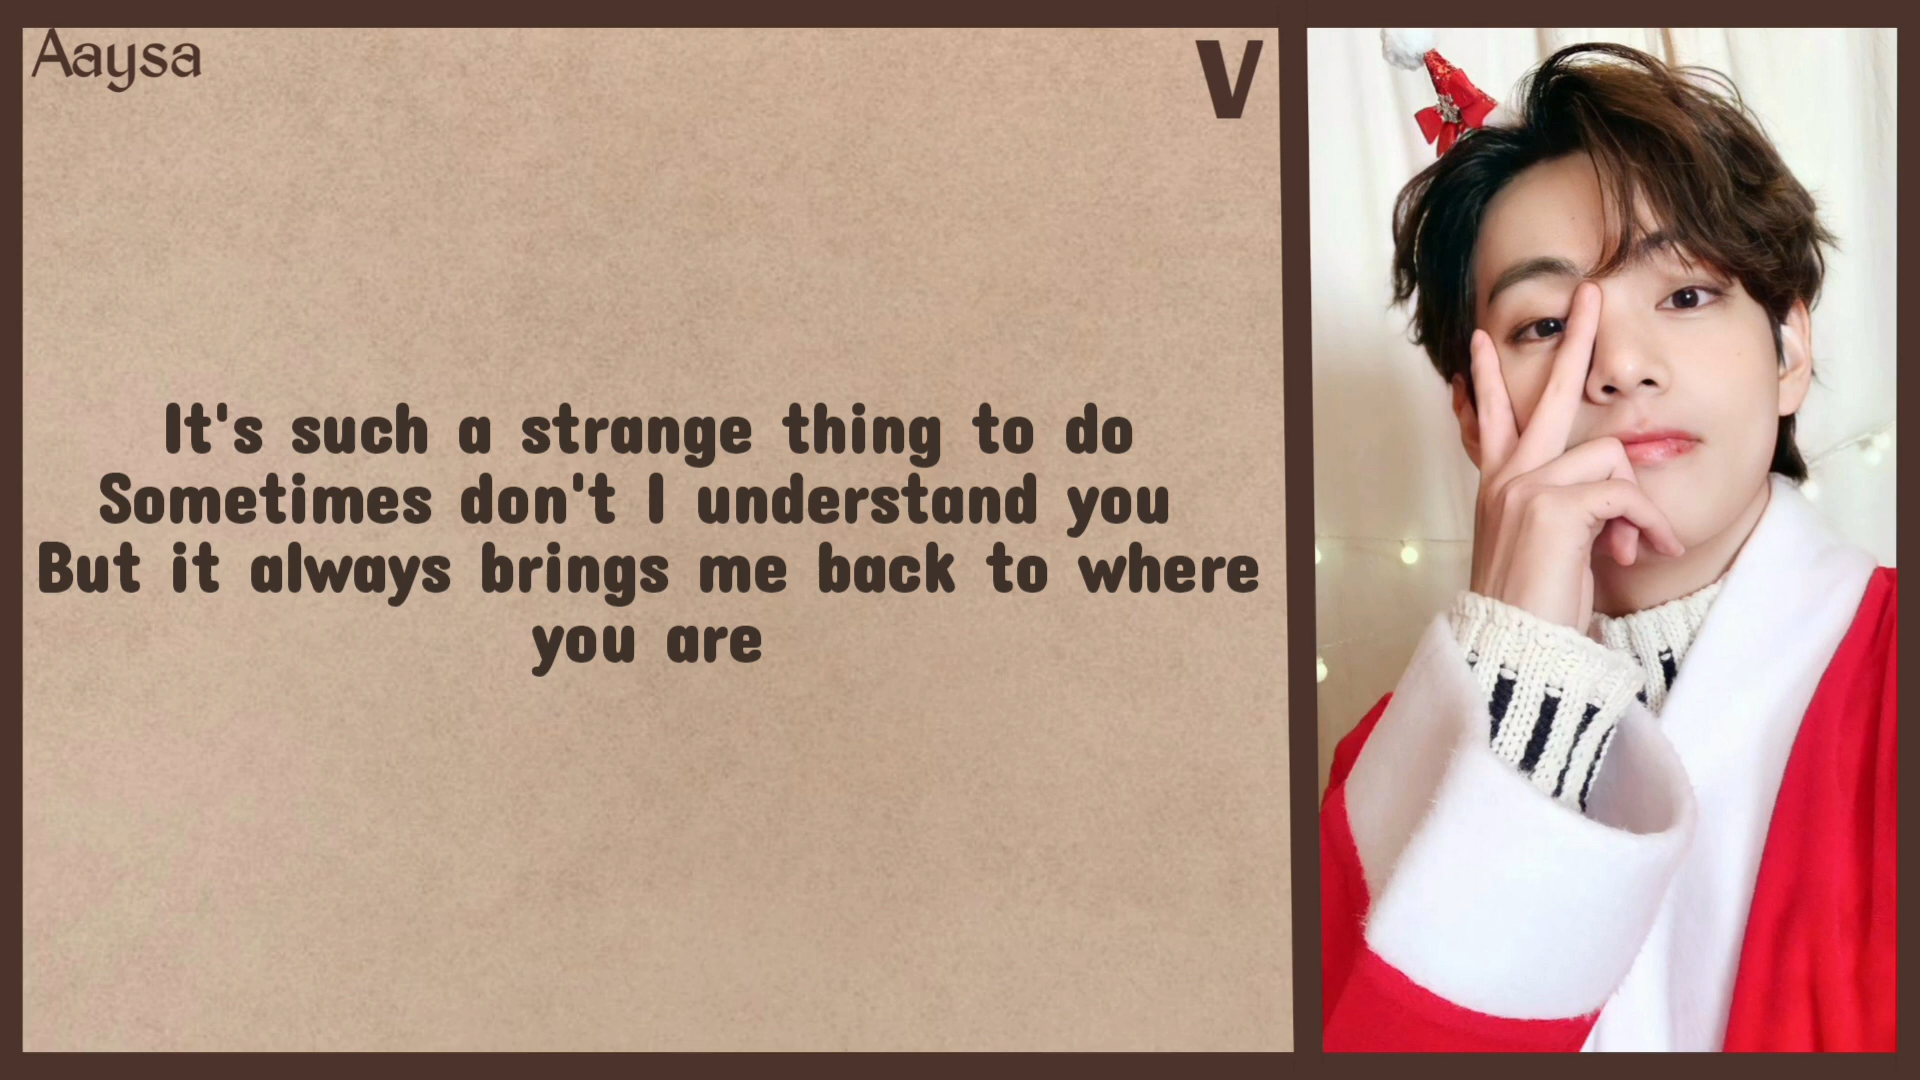 Aaysa
V
It's such a strange thing to do
Sometimes don't I understand you
But it always brings me back to where
you are